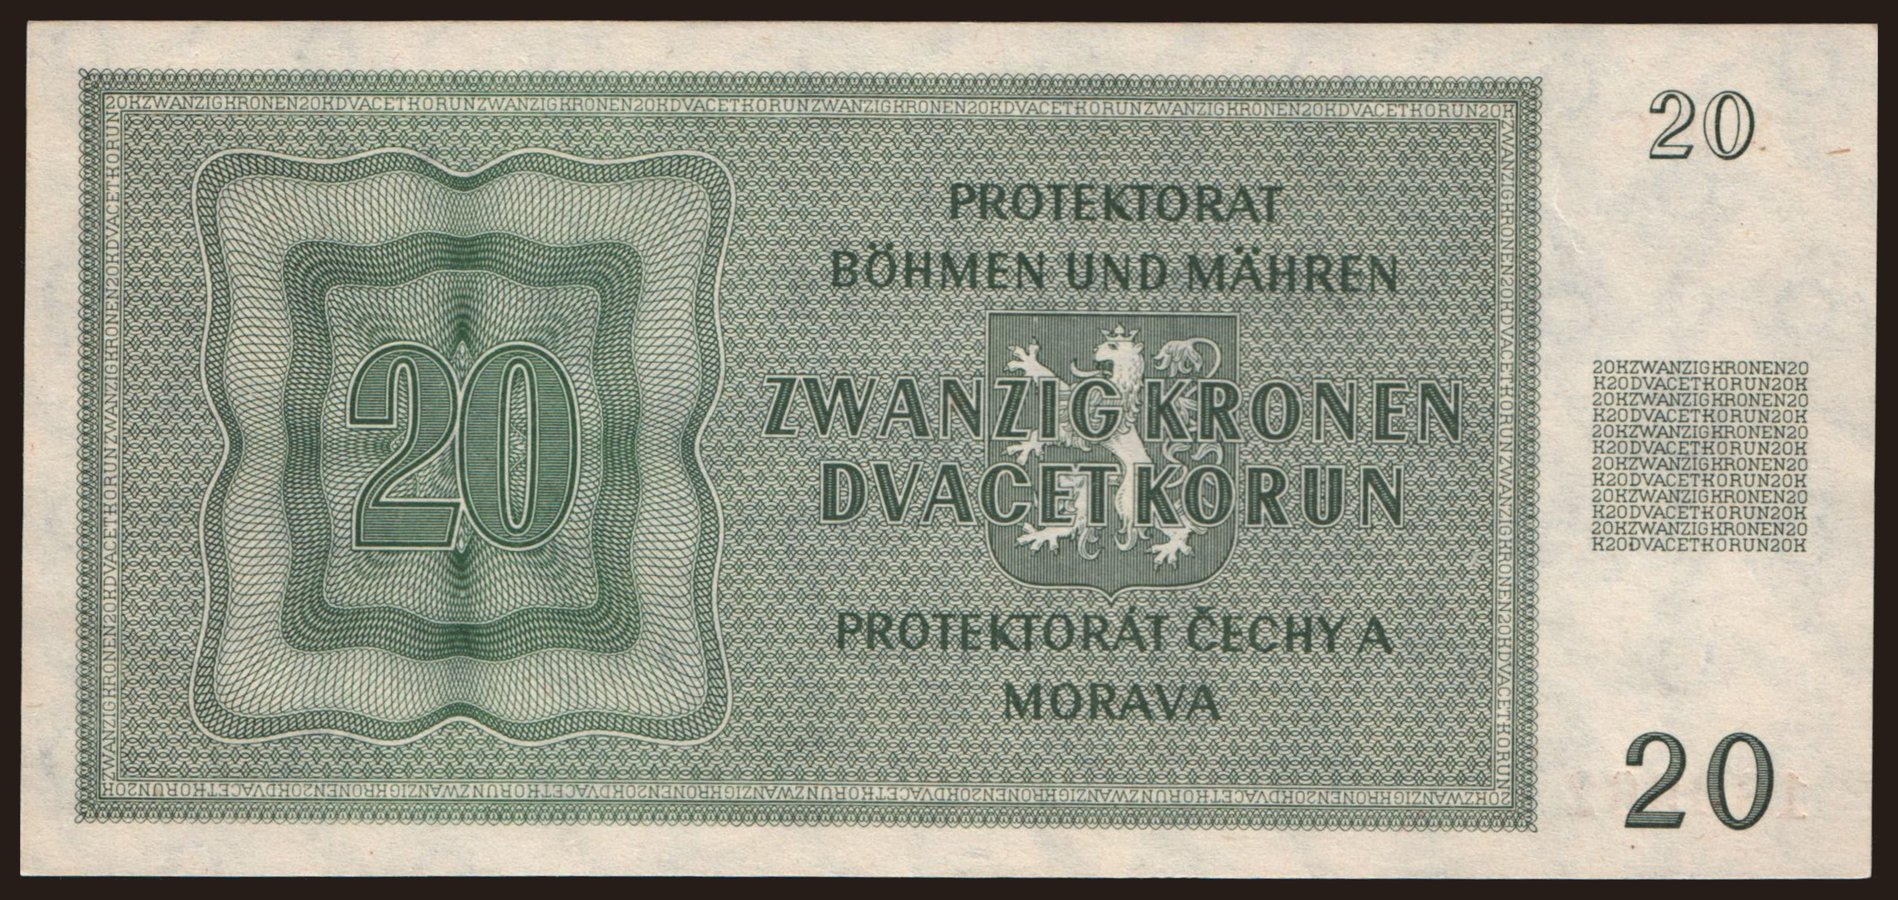 20KZWANZIGKRONEN20KDVACETKORUNZWANZIGKRONEN20KDVACETKORUNZWANZIGKRONEN20KDVACETKORUNZWANZIGKRONEN20KDVACETKORUN20K
20
PROTEKTORAT
BÖHMEN UND MÄHREN
20
ZWANZIG KRONEN
DVACET KORUN
PROTEKTORÁT ČECHY A
MORAVA
20KZWANZIGKRONEN20
K20DVACETKORUN20K
20KZWANZIGKRONEN20
K20DVACETKORUN20K
20KZWANZIGKRONEN20
K20DVACETKORUN20K
20KZWANZIGKRONEN20
K20DVACETKORUN20K
20KZWANZIGKRONEN20
K20DVACETKORUN20K
20KZWANZIGKRONEN20
K20DVACETKORUN20K
20